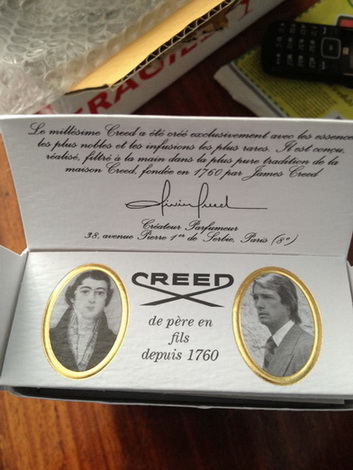 FRAGILE
Le millésime Creed a été créé exclusivement avec les essences
les plus nobles et les infusions les plus rares. Il est conçu,
réalisé, filtré à la main dans la plus pure tradition de la
maison Creed, fondée en 1760 par James Creed
Créateur Parfumeur
38, avenue Pierre 1er de Serbie, Paris (8e)
CREED
de père en
fils
depuis 1760